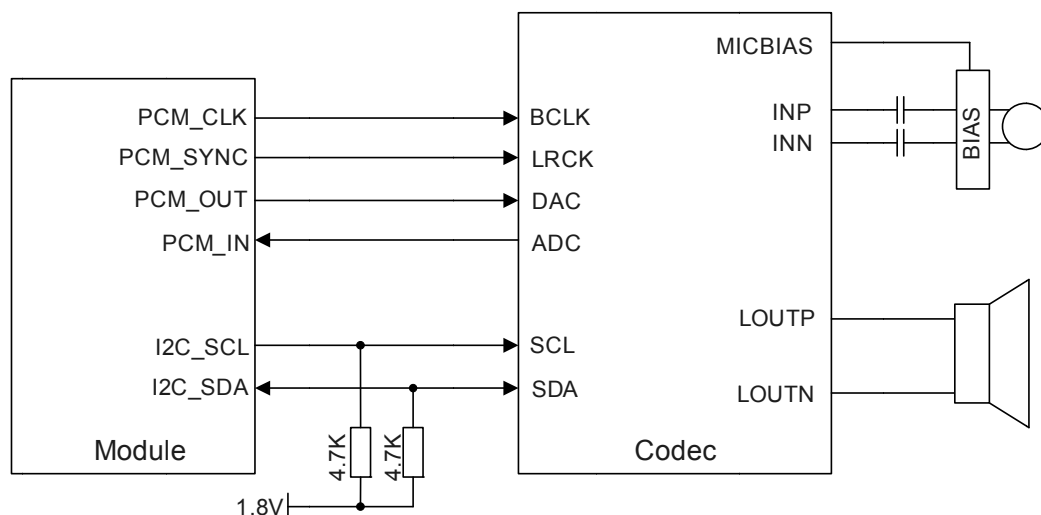 MICBIAS
PCM_CLK
BCLK
INP
INN
BIAS
PCM_SYNC
LRCK
PCM_OUT
DAC
PCM_IN
ADC
LOUTP
I2C_SCL
SCL
I2C_SDA
SDA
LOUTN
4.7K
4.7K
Module
Codec
1.8V